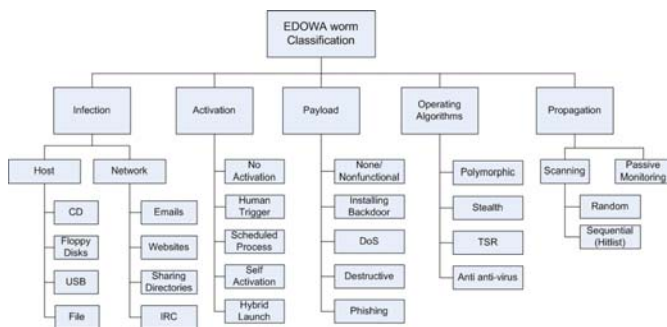 EDOWA worm
Classification
Infection
Activation
Payload
Operating
Algorithms
Propagation
Host
Network
CD
Floppy
Disks
USB
File
Emails
Websites
Sharing
Directories
IRC
No
Activation
Human
Trigger
Scheduled
Process
Self
Activation
Hybrid
Launch
None/
Nonfunctional
Installing
Backdoor
DoS
Destructive
Phishing
Polymorphic
Stealth
TSR
Anti anti-virus
Scanning
Passive
Monitoring
Random
Sequential
(Hitlist)